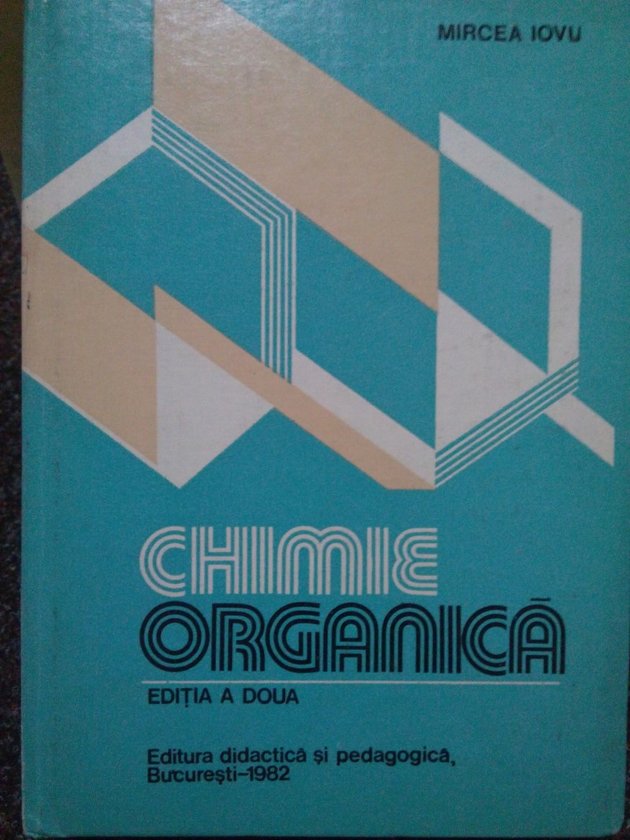 MIRCEA IOVU
CHIMIE
ORGANICĂ
EDIȚIA A DOUA
Editura didactică și pedagogică,
București–1982